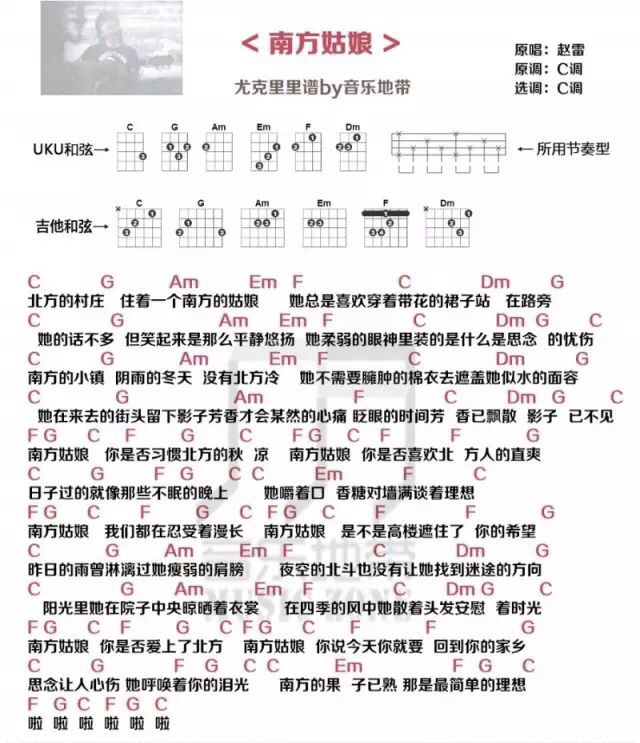 < 南方姑娘 >
尤克里里谱by音乐地带
原唱：赵雷
原调：C调
选调：C调
UKU和弦→ C G Am Em F Dm ←所用节奏型
吉他和弦→ C G Am Em F Dm
C G Am Em F C Dm G
北方的村庄 住着一个南方的姑娘 她总是喜欢穿着带花的裙子站 在路旁
C G Am Em F C Dm G C
她的话不多 但笑起来是那么平静悠扬 她柔弱的眼神里装的是什么是思念 的忧伤
C G Am Em F C Dm G
南方的小镇 阴雨的冬天 没有北方冷 她不需要臃肿的棉衣去遮盖她似水的面容
C G Am Em F C Dm G C
她在来去的街头留下影子芳香才会某然的心痛 眨眼的时间芳 香已飘散 影子 已不见
F G C F G C F G C F F G
南方姑娘 你是否习惯北方的秋 凉 南方姑娘 你是否喜欢北 方人的直爽
C G F G C C Em F C
日子过的就像那些不眠的晚上 她嚼着口 香糖对墙满谈着理想
F G C F G C F G C F F G
南方姑娘 我们都在忍受着漫长 南方姑娘 是不是高楼遮住了 你的希望
C G Am Em F C Dm G
昨日的雨曾淋漓过她瘦弱的肩膀 夜空的北斗也没有让她找到迷途的方向
C G Am Em F C Dm G C
阳光里她在院子中央晾晒着衣裳 在四季的风中她散着头发安慰 着时光
F G C F G C F G C F F G
南方姑娘 你是否爱上了北方 南方姑娘 你说今天你就要 回到你的家乡
C G F G C C Em F C
思念让人心伤 她呼唤着你的泪光 南方的果 子已熟 那是最简单的理想
F G C F G C
啦 啦 啦 啦 啦 啦
音乐地带
MUSIC ZONE